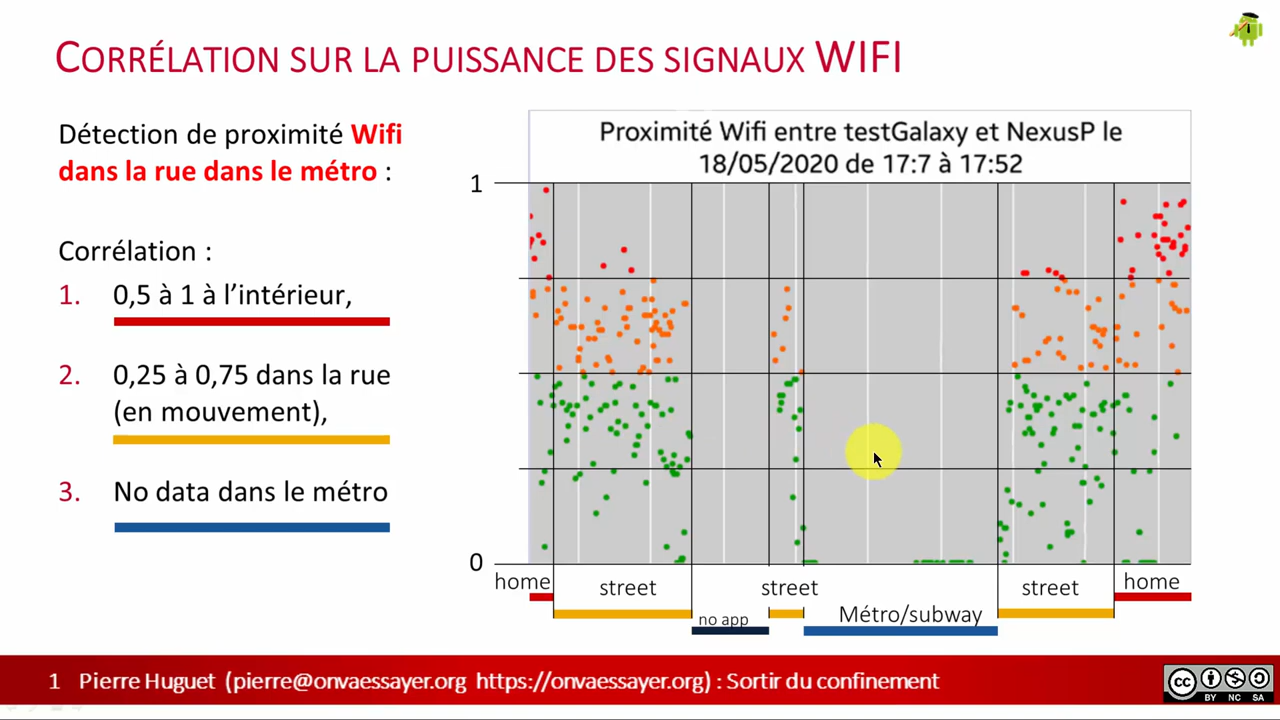 CORRÉLATION SUR LA PUISSANCE DES SIGNAUX WIFI
Détection de proximité Wifi
dans la rue dans le métro :
Corrélation :
1. 0,5 à 1 à l’intérieur,
2. 0,25 à 0,75 dans la rue
(en mouvement),
3. No data dans le métro
Proximité Wifi entre testGalaxy et NexusP le
18/05/2020 de 17:7 à 17:52
1
0
home
street
no app
street
Métro/subway
street
home
1 Pierre Huguet (pierre@onvaessayer.org https://onvaessayer.org) : Sortir du confinement
cc
BY NC SA